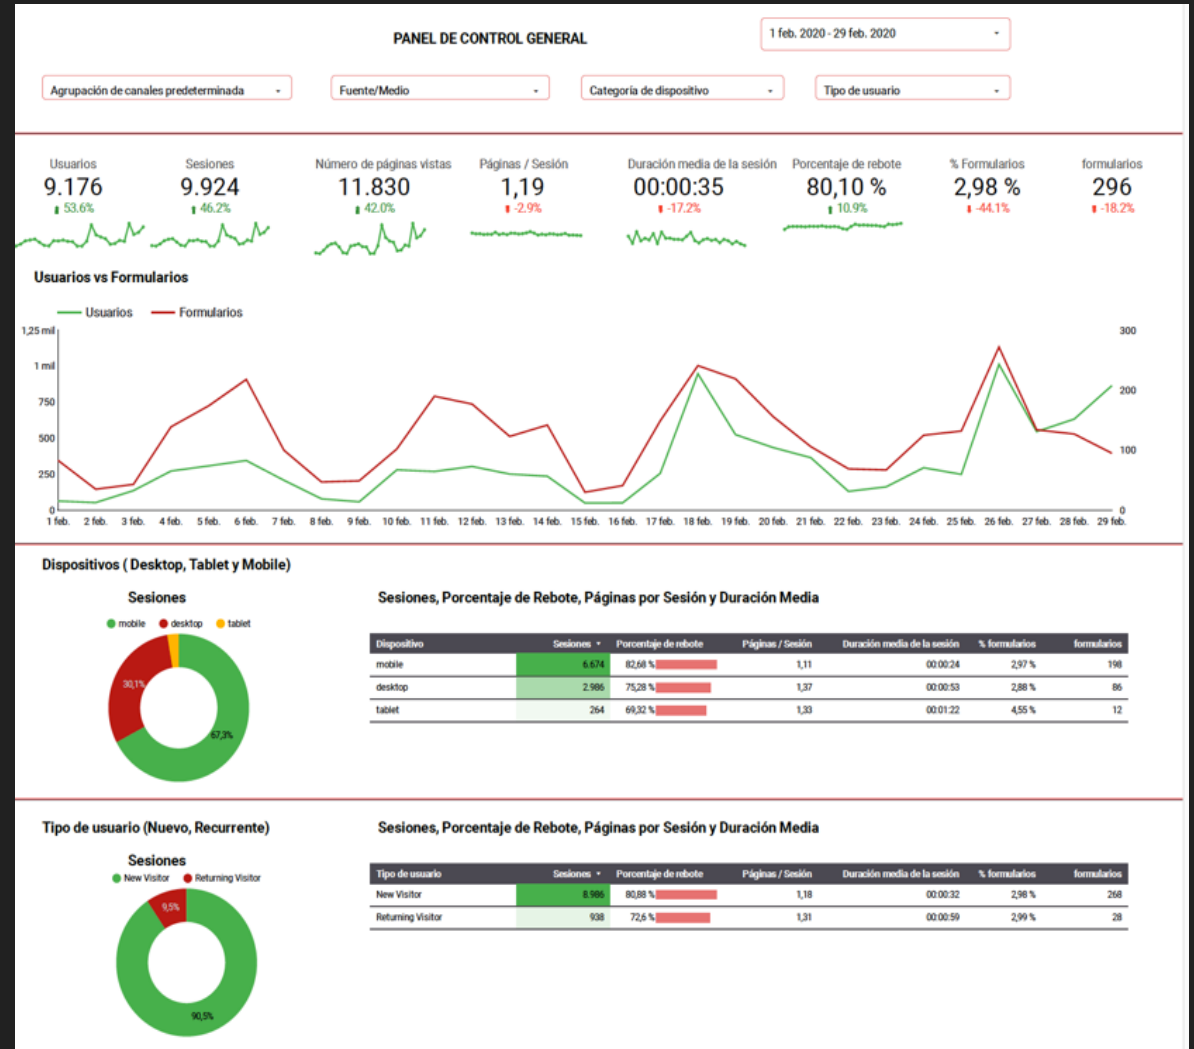 PANEL DE CONTROL GENERAL
1 feb. 2020 - 29 feb. 2020
Agrupación de canales predeterminada
Fuente/Medio
Categoría de dispositivo
Tipo de usuario
Usuarios Sesiones Número de páginas vistas Páginas / Sesión Duración media de la sesión Porcentaje de rebote % Formularios formularios
9.176 9.924 11.830 1,19 00:00:35 80,10 % 2,98 % 296
53.6% 46.2% 42.0% -2.9% -17.2% 10.9% -44.1% -18.2%
Usuarios vs Formularios
Usuarios Formularios
1,25 mil
1 mil
750
500
250
0
300
200
100
0
1 feb. 2 feb. 3 feb. 4 feb. 5 feb. 6 feb. 7 feb. 8 feb. 9 feb. 10 feb. 11 feb. 12 feb. 13 feb. 14 feb. 15 feb. 16 feb. 17 feb. 18 feb. 19 feb. 20 feb. 21 feb. 22 feb. 23 feb. 24 feb. 25 feb. 26 feb. 27 feb. 28 feb. 29 feb.
Dispositivos ( Desktop, Tablet y Mobile)
Sesiones
mobile desktop tablet
30,1%
67,3%
Sesiones, Porcentaje de Rebote, Páginas por Sesión y Duración Media
Dispositivo Sesiones Porcentaje de rebote Páginas / Sesión Duración media de la sesión % formularios formularios
mobile 6.674 82,68 % 1,11 00:00:24 2,97 % 198
desktop 2.986 75,28 % 1,37 00:00:53 2,88 % 86
tablet 264 69,32 % 1,33 00:01:22 4,55 % 12
Tipo de usuario (Nuevo, Recurrente)
Sesiones
New Visitor Returning Visitor
9,5%
90,5%
Sesiones, Porcentaje de Rebote, Páginas por Sesión y Duración Media
Tipo de usuario Sesiones Porcentaje de rebote Páginas / Sesión Duración media de la sesión % formularios formularios
New Visitor 8.986 80,88 % 1,18 00:00:32 2,98 % 268
Returning Visitor 938 72,6 % 1,31 00:00:59 2,99 % 28